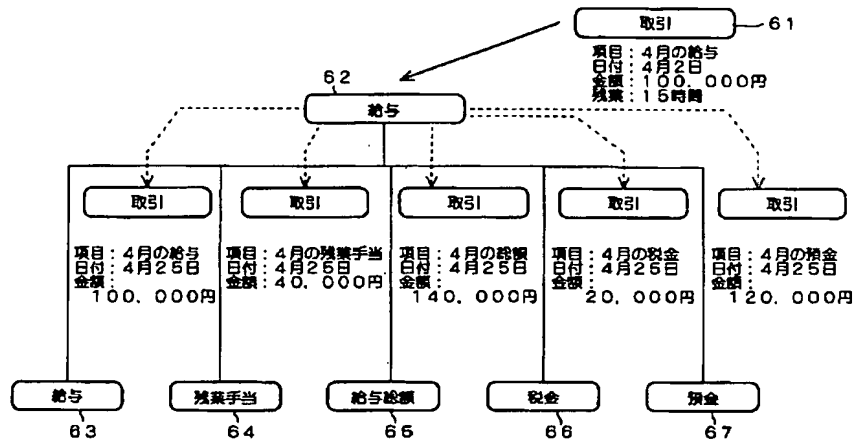 取引
61
項目：4月の給与
日付：4月2日
金額：100，000円
残業：15時間
62
給与
取引
取引
取引
取引
取引
項目：4月の給与
日付：4月25日
金額：
100，000円
項目：4月の残業手当
日付：4月25日
金額：40，000円
項目：4月の総額
日付：4月25日
金額：
140，000円
項目：4月の税金
日付：4月25日
金額：
20，000円
項目：4月の預金
日付：4月25日
金額：
120，000円
給与
残業手当
給与総額
税金
預金
63
64
65
66
67